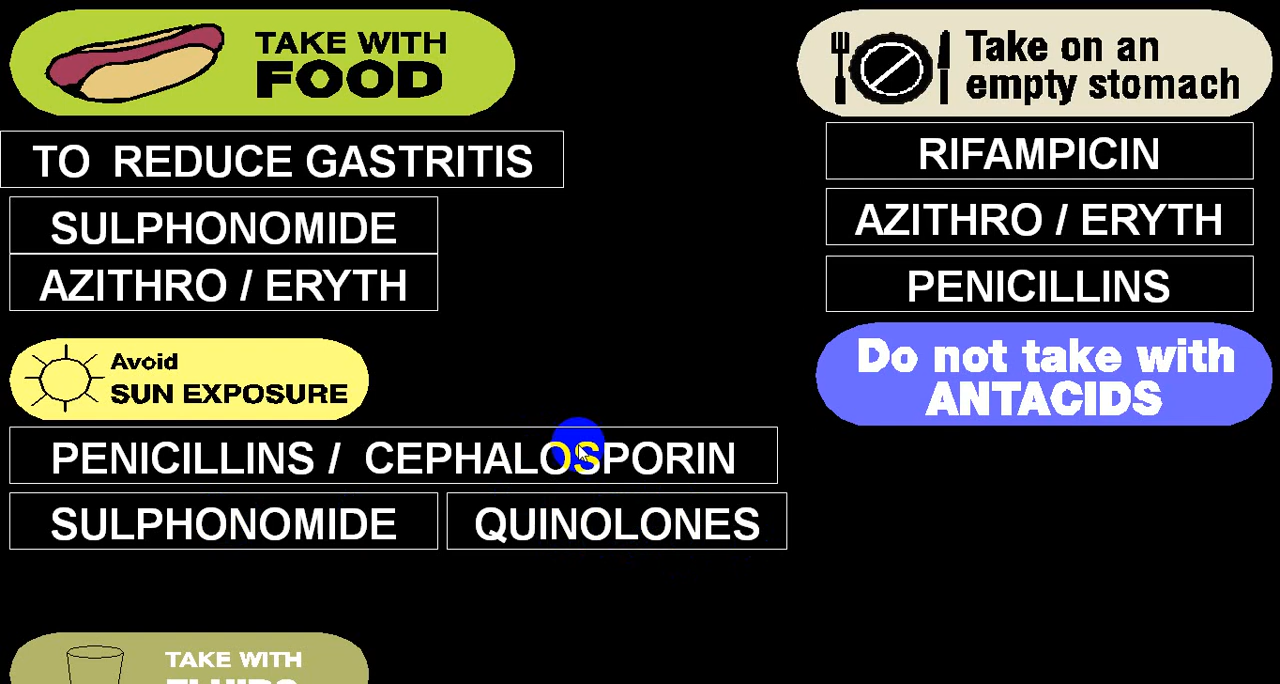 TAKE WITH
FOOD
TO REDUCE GASTRITIS
SULPHONOMIDE
AZITHRO / ERYTH
Avoid
SUN EXPOSURE
PENICILLINS / CEPHALOSPORIN
SULPHONOMIDE
QUINOLONES
TAKE WITH
FLUIDS
Take on an
empty stomach
RIFAMPICIN
AZITHRO / ERYTH
PENICILLINS
Do not take with
ANTACIDS